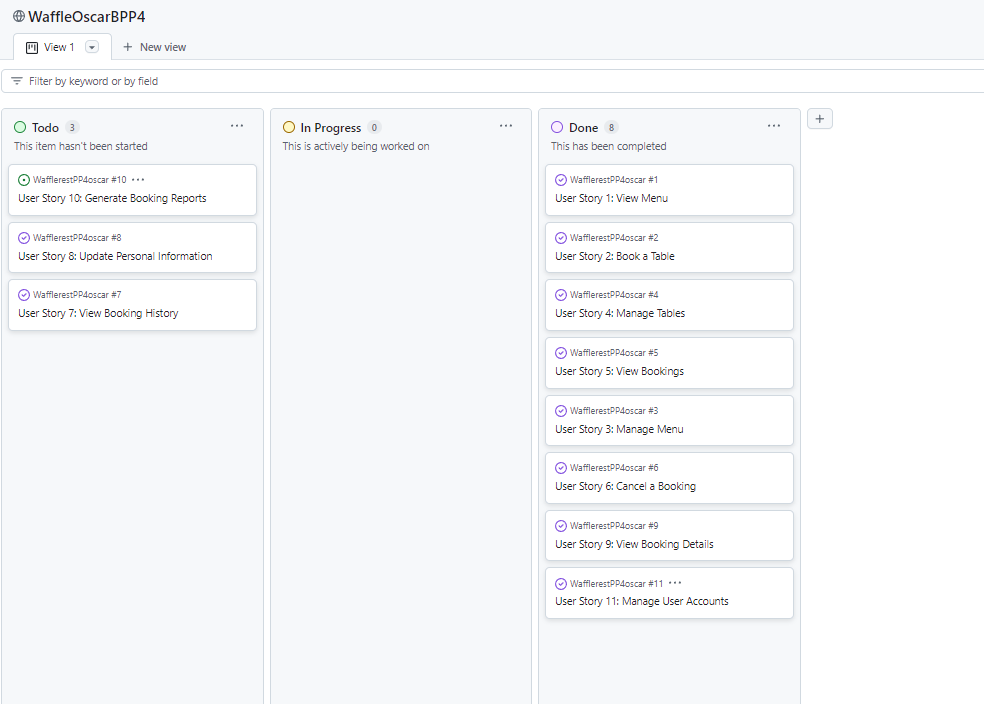 WaffleOscarBPP4
View 1
New view
Filter by keyword or by field
Todo 3
This item hasn't been started
WafflerestPP4oscar #10
User Story 10: Generate Booking Reports
WafflerestPP4oscar #8
User Story 8: Update Personal Information
WafflerestPP4oscar #7
User Story 7: View Booking History
In Progress 0
This is actively being worked on
Done 8
This has been completed
WafflerestPP4oscar #1
User Story 1: View Menu
WafflerestPP4oscar #2
User Story 2: Book a Table
WafflerestPP4oscar #4
User Story 4: Manage Tables
WafflerestPP4oscar #5
User Story 5: View Bookings
WafflerestPP4oscar #3
User Story 3: Manage Menu
WafflerestPP4oscar #6
User Story 6: Cancel a Booking
WafflerestPP4oscar #9
User Story 9: View Booking Details
WafflerestPP4oscar #11
User Story 11: Manage User Accounts